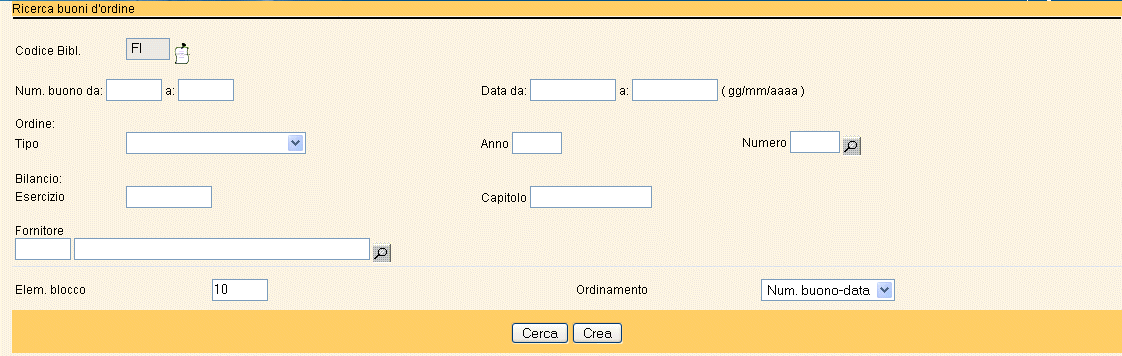 Ricerca buoni d'ordine
Codice Bibl. FI
Num. buono da: a: Data da: a: ( gg/mm/aaaa )
Ordine:
Tipo Anno Numero
Bilancio:
Esercizio Capitolo
Fornitore
Elem. blocco 10 Ordinamento Num. buono-data
Cerca Crea